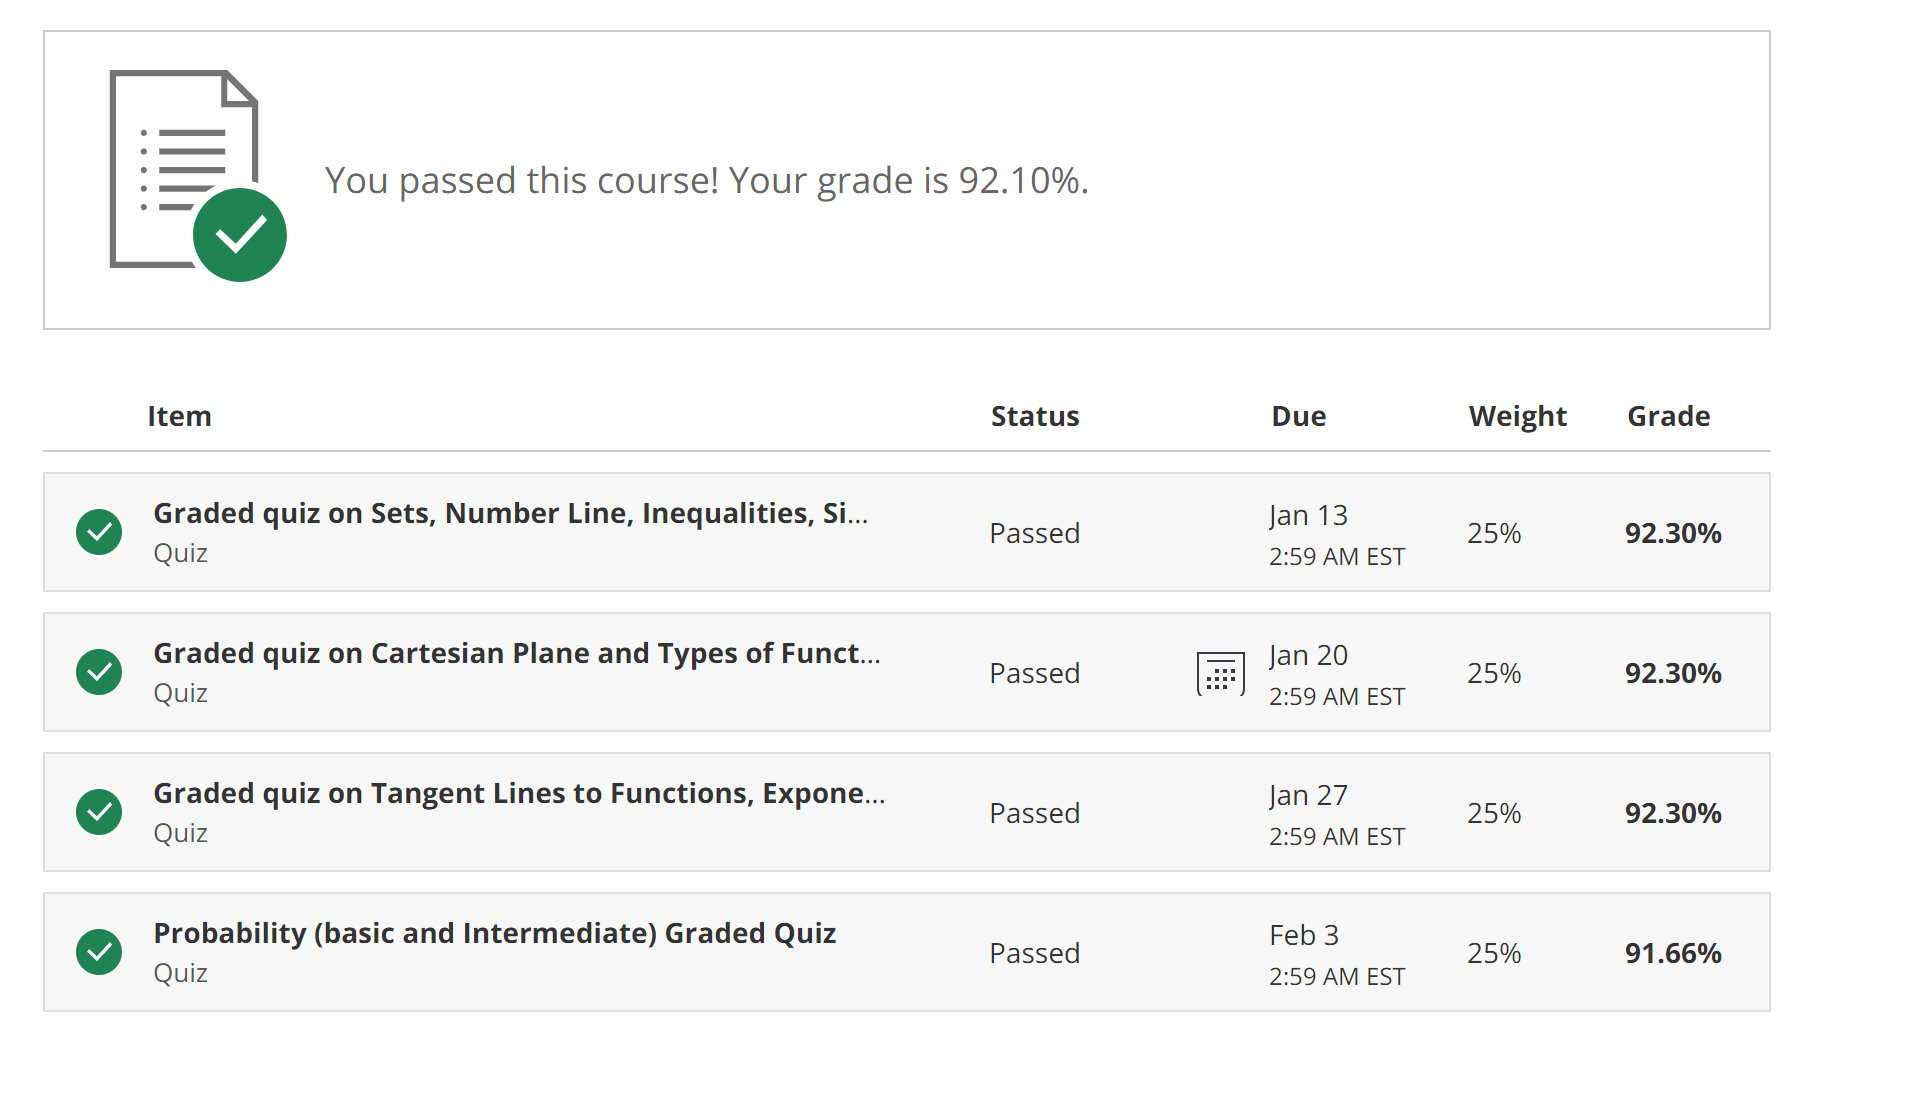 You passed this course! Your grade is 92.10%.
Item Status Due Weight Grade
Graded quiz on Sets, Number Line, Inequalities, Si...
Quiz
Passed
Jan 13
2:59 AM EST
25%
92.30%
Graded quiz on Cartesian Plane and Types of Funct...
Quiz
Passed
Jan 20
2:59 AM EST
25%
92.30%
Graded quiz on Tangent Lines to Functions, Expone...
Quiz
Passed
Jan 27
2:59 AM EST
25%
92.30%
Probability (basic and Intermediate) Graded Quiz
Quiz
Passed
Feb 3
2:59 AM EST
25%
91.66%